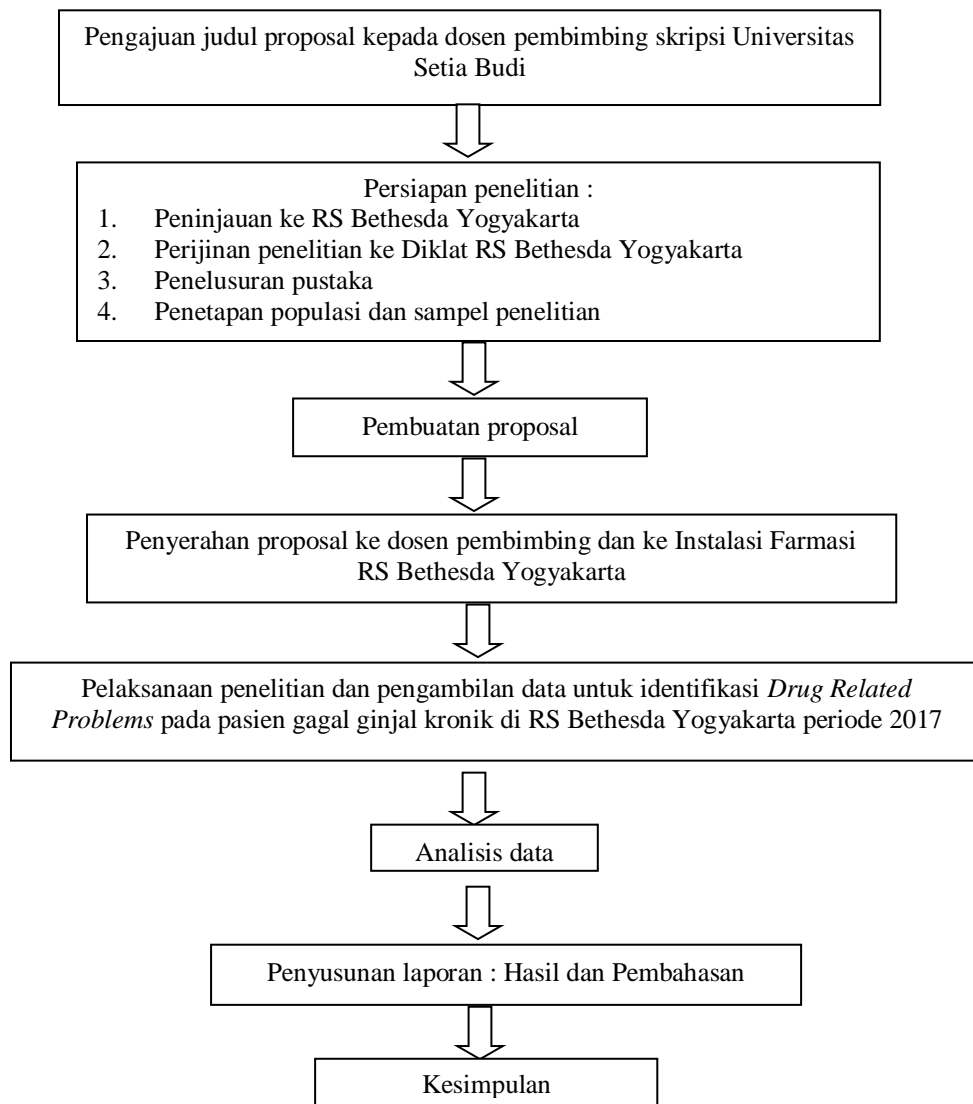 Pengajuan judul proposal kepada dosen pembimbing skripsi Universitas
Setia Budi
Persiapan penelitian :
1. Peninjauan ke RS Bethesda Yogyakarta
2. Perijinan penelitian ke Diklat RS Bethesda Yogyakarta
3. Penelusuran pustaka
4. Penetapan populasi dan sampel penelitian
Pembuatan proposal
Penyerahan proposal ke dosen pembimbing dan ke Instalasi Farmasi
RS Bethesda Yogyakarta
Pelaksanaan penelitian dan pengambilan data untuk identifikasi Drug Related
Problems pada pasien gagal ginjal kronik di RS Bethesda Yogyakarta periode 2017
Analisis data
Penyusunan laporan : Hasil dan Pembahasan
Kesimpulan